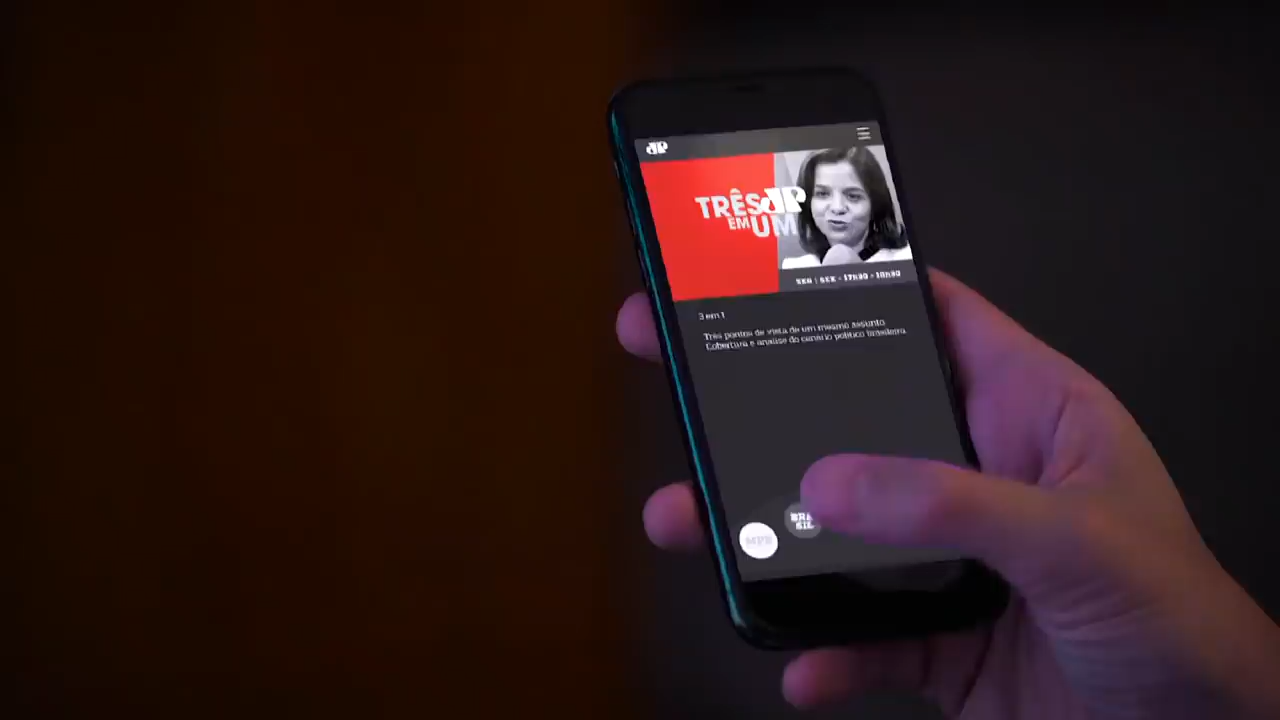 JP
TRÊS JP
EM UM
SEG | SEX - 17H30 - 18H30
3 em 1
Três pontos de vista de um mesmo assunto
Cobertura e análise do cenário político brasileiro.